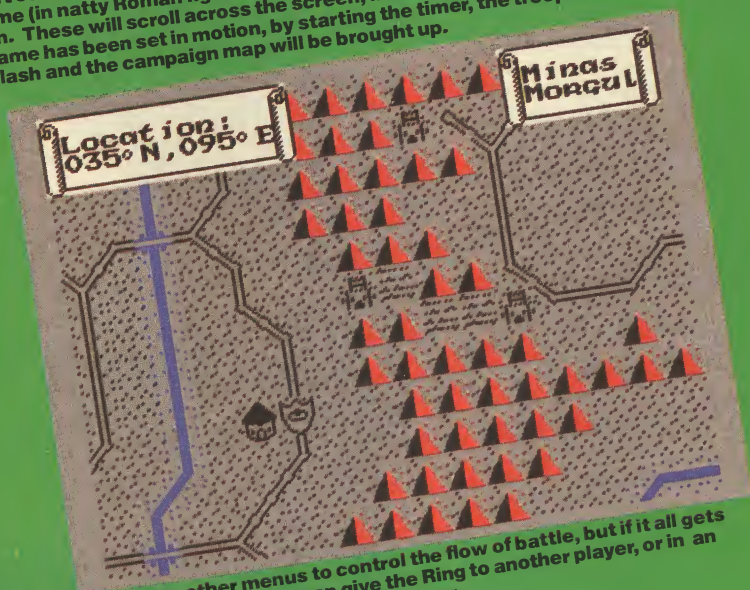 me (in natty Roman
n. These will scroll across the screen,
ame has been set in motion, by starting the timer, the
lash and the campaign map will be brought up.
Location:
035° N, 095° E
Minas
Morgul
other menus to control the flow of battle, but if it all gets
give the Ring to another player, or in an